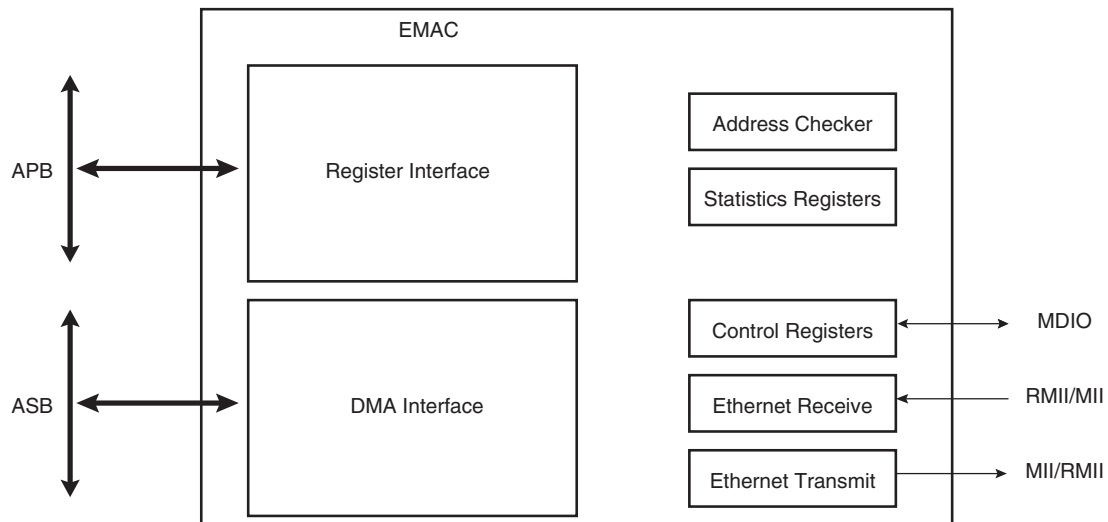 EMAC
APB
Register Interface
Address Checker
Statistics Registers
ASB
DMA Interface
Control Registers
MDIO
Ethernet Receive
RMII/MII
Ethernet Transmit
MII/RMII